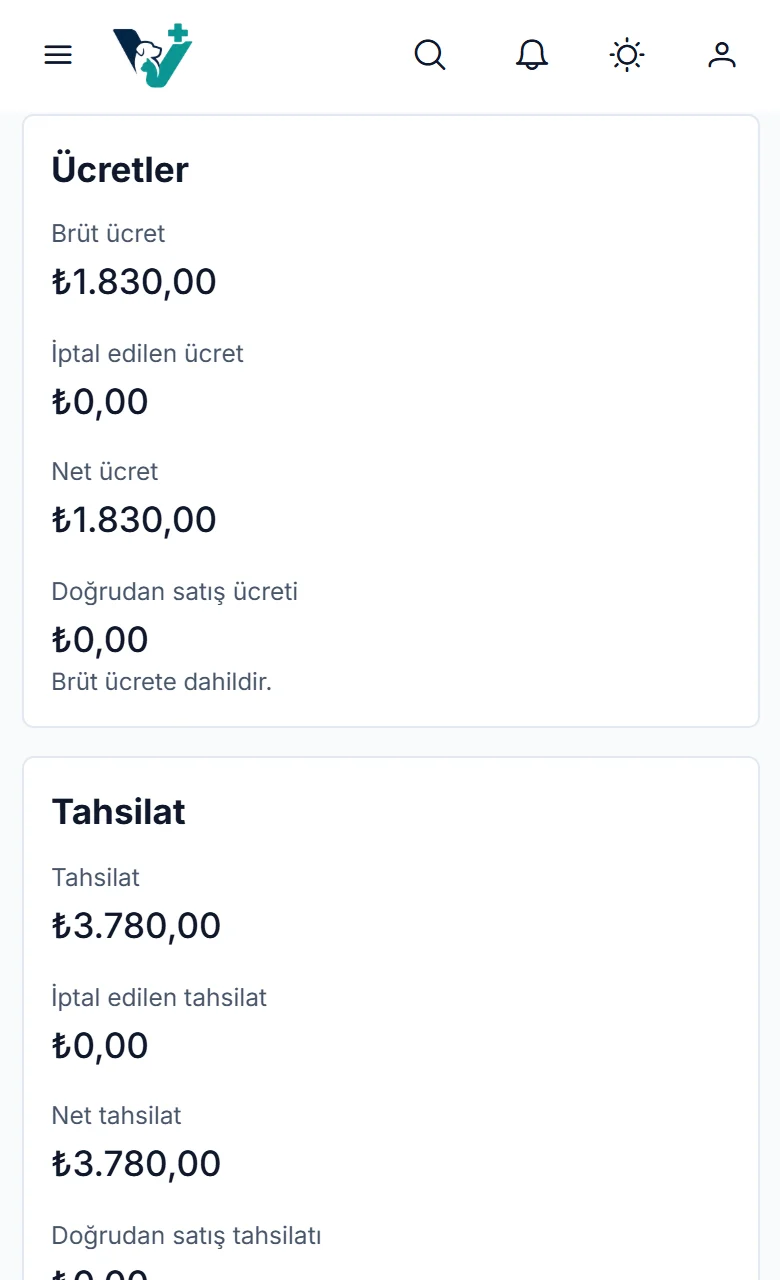 Ücretler
Brüt ücret
₺1.830,00
İptal edilen ücret
₺0,00
Net ücret
₺1.830,00
Doğrudan satış ücreti
₺0,00
Brüt ücrete dahildir.
Tahsilat
Tahsilat
₺3.780,00
İptal edilen tahsilat
₺0,00
Net tahsilat
₺3.780,00
Doğrudan satış tahsilatı